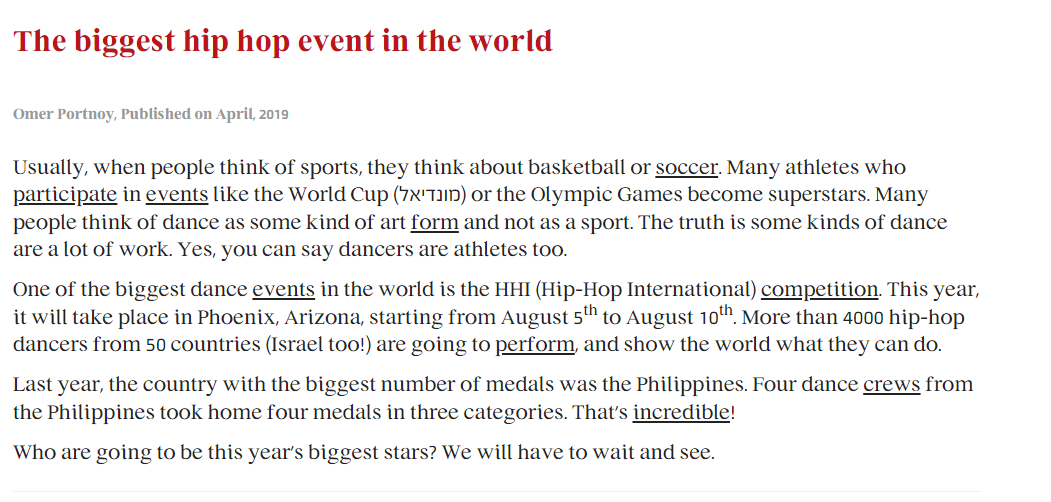 The biggest hip hop event in the world
Omer Portnoy, Published on April, 2019
Usually, when people think of sports, they think about basketball or soccer. Many athletes who
participate in events like the World Cup (מונדיאל) or the Olympic Games become superstars. Many
people think of dance as some kind of art form and not as a sport. The truth is some kinds of dance
are a lot of work. Yes, you can say dancers are athletes too.
One of the biggest dance events in the world is the HHI (Hip-Hop International) competition. This year,
it will take place in Phoenix, Arizona, starting from August 5th to August 10th. More than 4000 hip-hop
dancers from 50 countries (Israel too!) are going to perform, and show the world what they can do.
Last year, the country with the biggest number of medals was the Philippines. Four dance crews from
the Philippines took home four medals in three categories. That's incredible!
Who are going to be this year's biggest stars? We will have to wait and see.